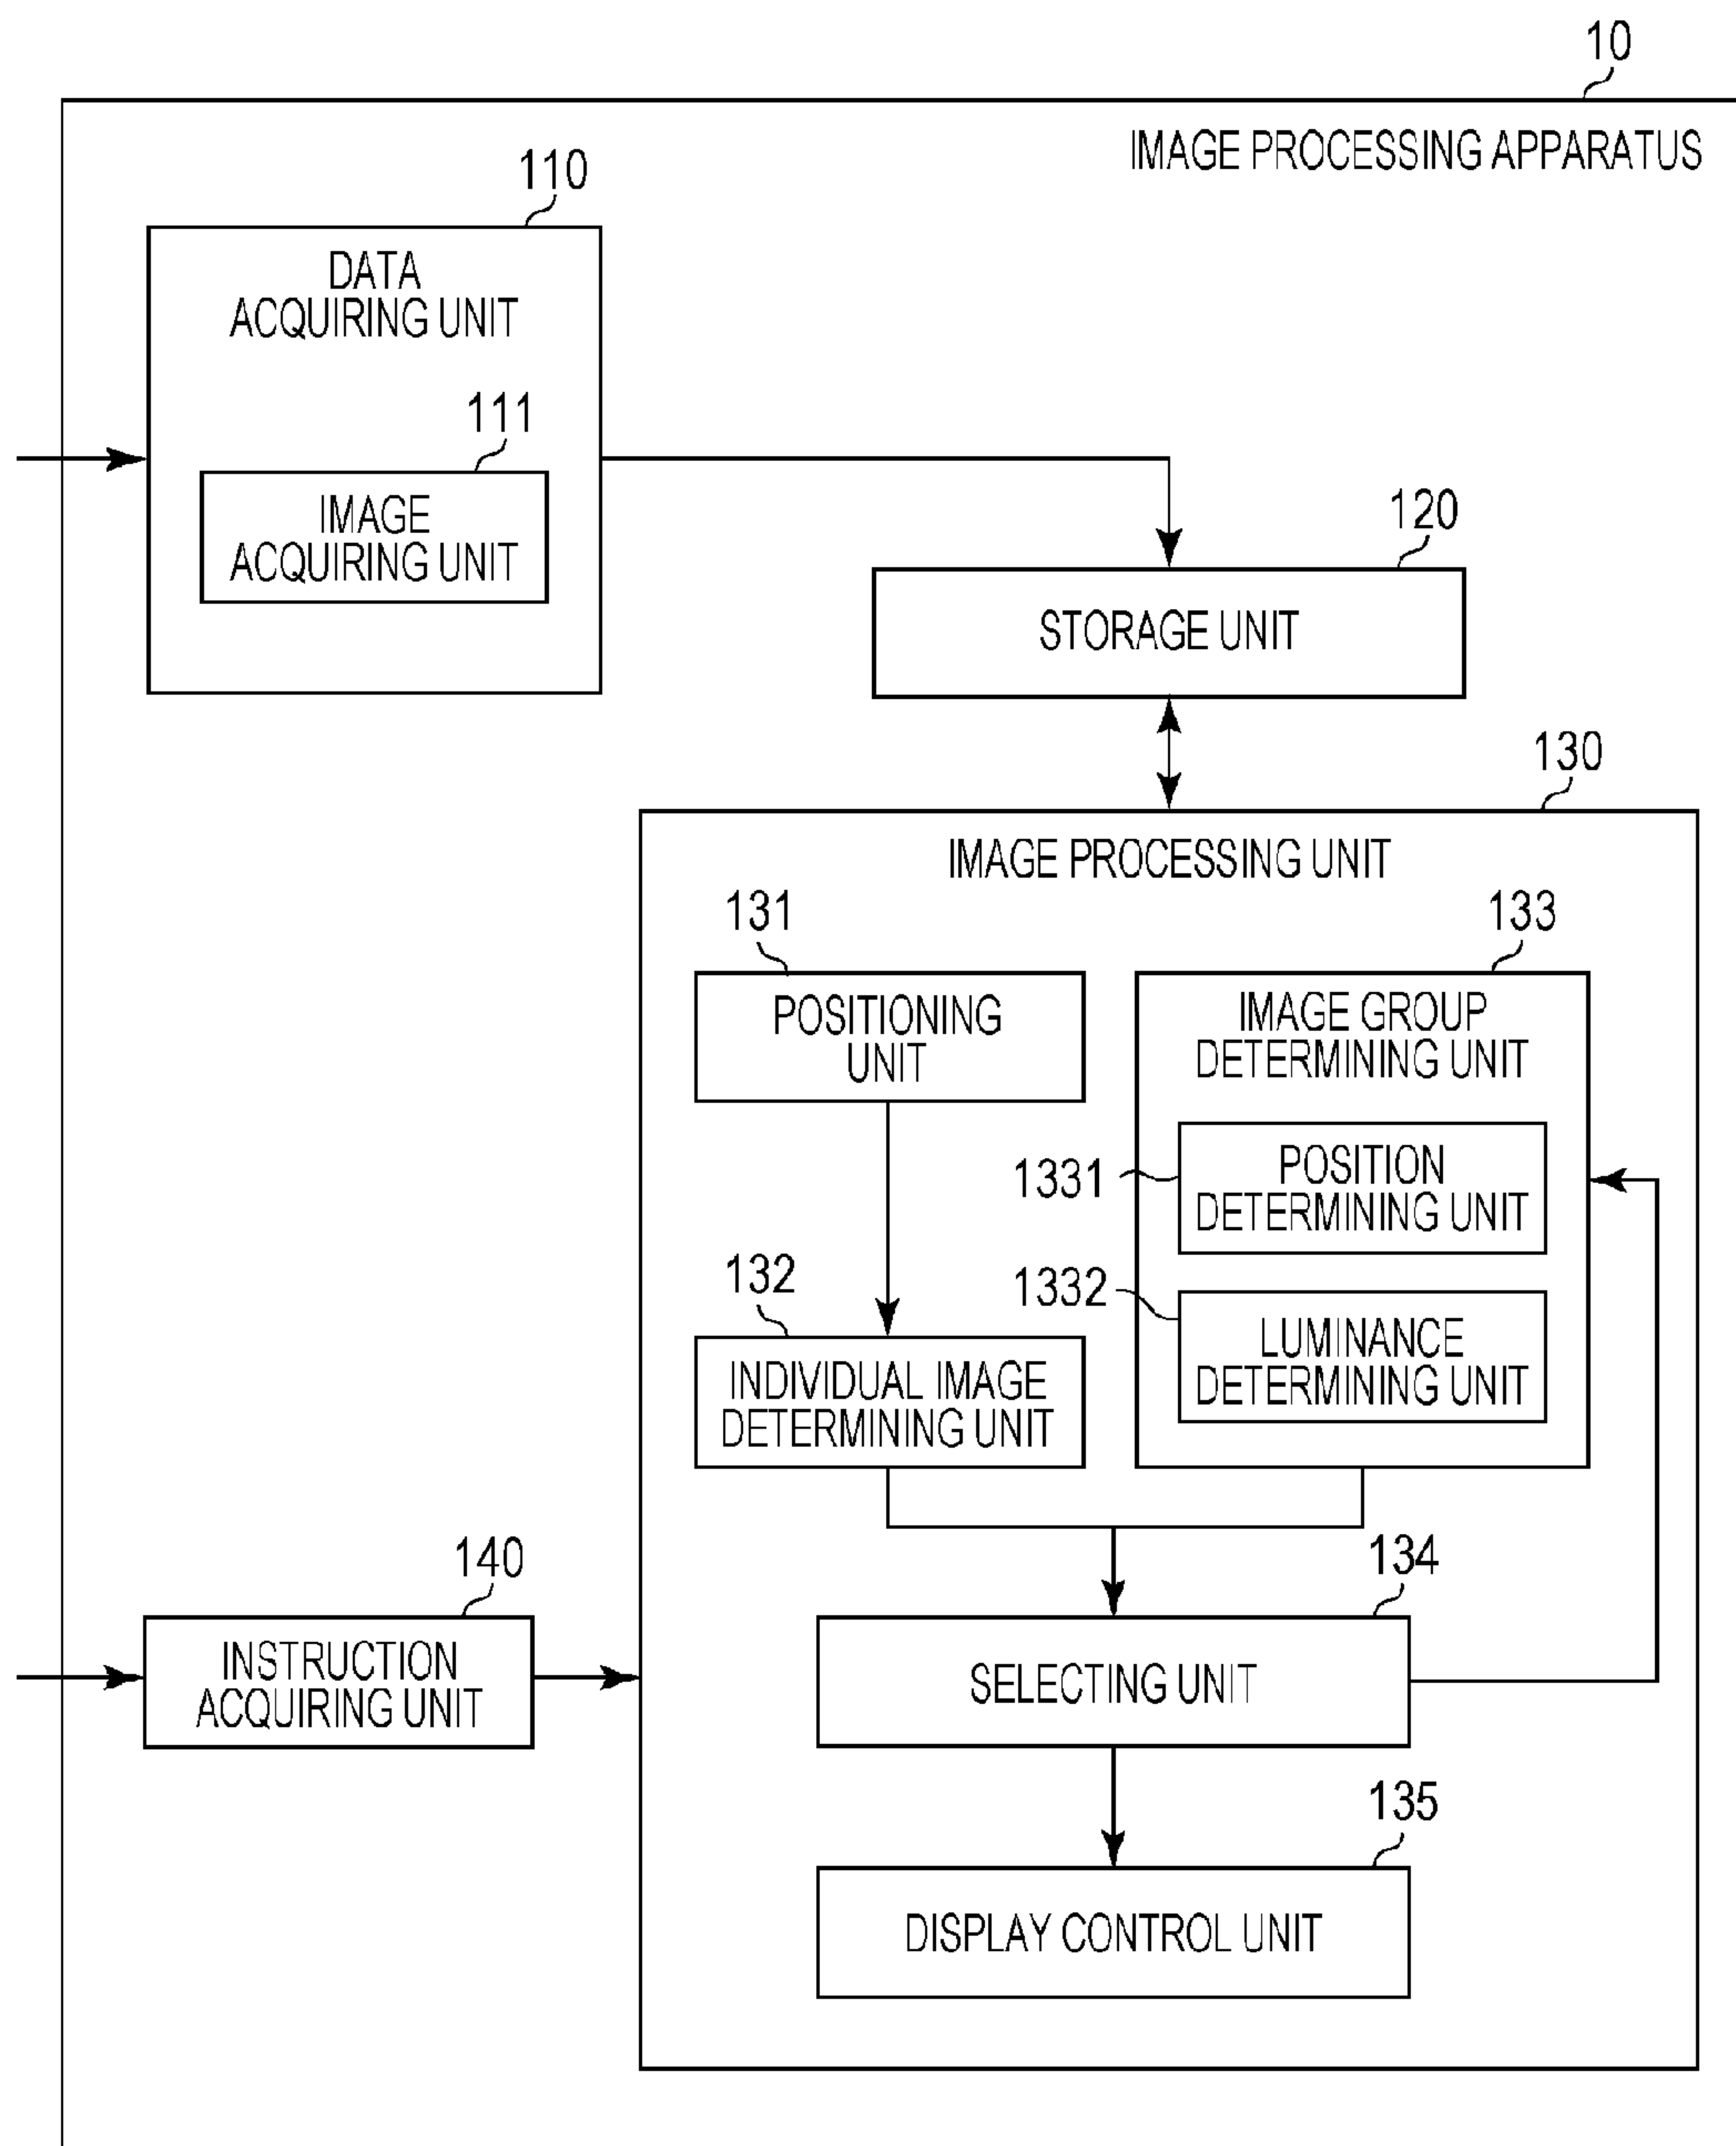 10
IMAGE PROCESSING APPARATUS
110
DATA
ACQUIRING UNIT
111
IMAGE
ACQUIRING UNIT
120
STORAGE UNIT
130
IMAGE PROCESSING UNIT
131
POSITIONING
UNIT
133
IMAGE GROUP
DETERMINING UNIT
1331
POSITION
DETERMINING UNIT
132
INDIVIDUAL IMAGE
DETERMINING UNIT
1332
LUMINANCE
DETERMINING UNIT
140
INSTRUCTION
ACQUIRING UNIT
134
SELECTING UNIT
135
DISPLAY CONTROL UNIT